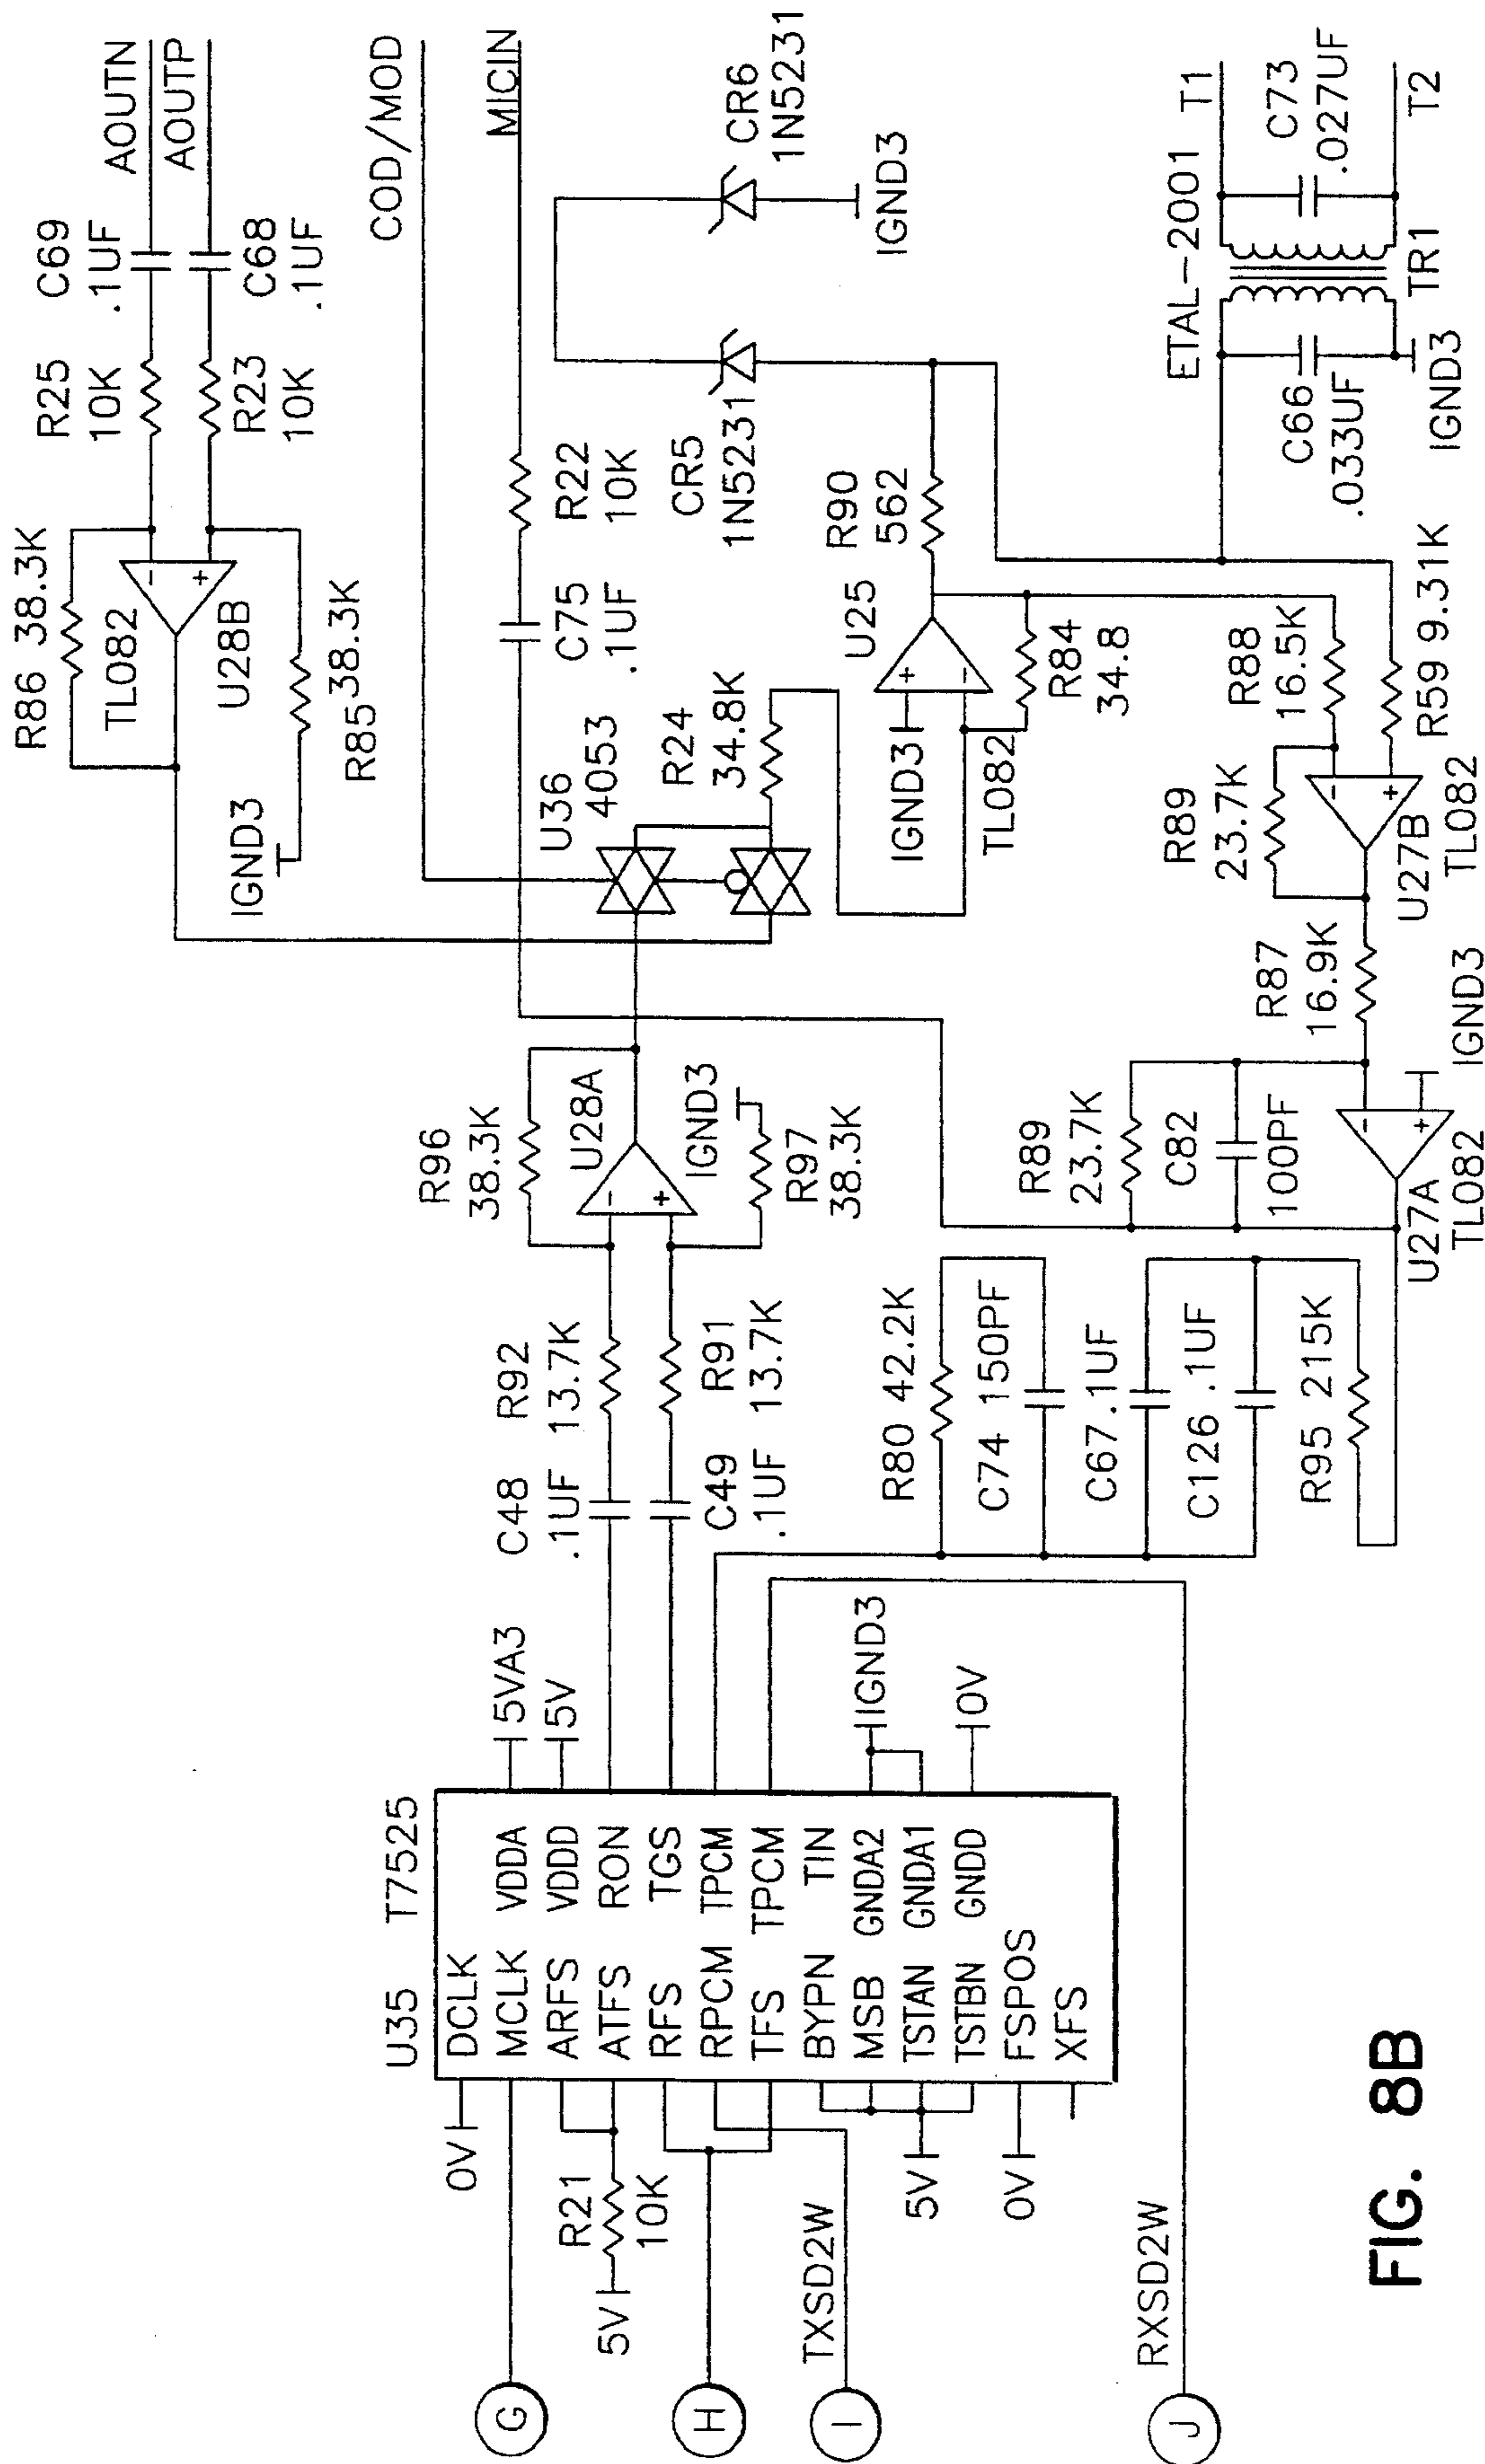 AOUTN
AOUTP
COD/MOD
MICIN
C69
.1UF
C68
.1UF
R25
10K
R23
10K
R86 38.3K
TL082
-
+
U28B
R85 38.3K
IGND3
CR6
1N5231
IGND3
CR5
1N5231
R22
10K
C75
.1UF
U36
4053
R24
34.8K
R90
562
U25
+
-
IGND3
TL082
R84
34.8
ETAL-2001
T1
C73
.027UF
T2
TR1
C66
.033UF
IGND3
R88
16.5K
R59 9.31K
R89
23.7K
-
+
U27B
TL082
R87
16.9K
IGND3
R89
23.7K
C82
100PF
-
+
U27A
TL082
R96
38.3K
U28A
-
+
IGND3
R97
38.3K
C48
.1UF
R92
13.7K
R91
13.7K
C49
.1UF
R80 42.2K
C74 150PF
C67 .1UF
C126 .1UF
R95 215K
U35 T7525
DCLK
MCLK VDDA
ARFS VDDD
ATFS RON
RFS TGS
RPCM TPCM
TFS TPCM
BYPN TIN
MSB GNDA2
TSTAN GNDA1
TSTBN GNDD
FSPOS
XFS
5VA3
5V
IGND3
0V
0V
R21
10K
5V
TXSD2W
5V
0V
RXSD2W
G
H
I
J
FIG. 8B